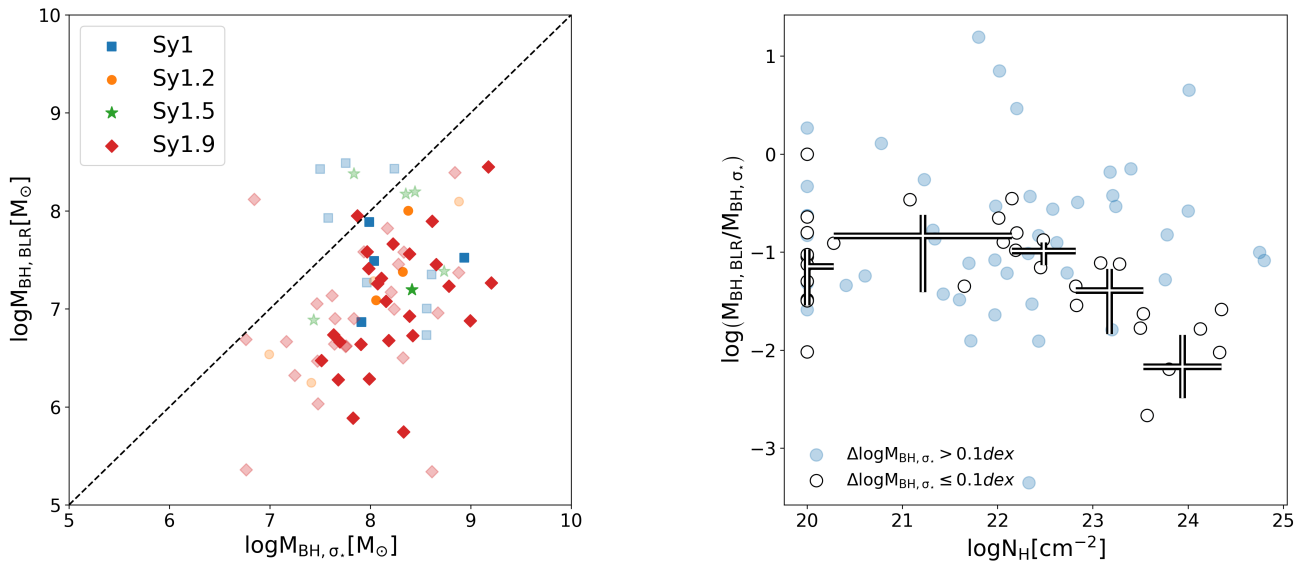 10
9
8
7
6
5
5
6
7
8
9
10
logM_BH,BLR[M_⊙]
logM_BH,σ⋆[M_⊙]
Sy1
Sy1.2
Sy1.5
Sy1.9
1
0
−1
−2
−3
20
21
22
23
24
25
log(M_BH,BLR/M_BH,σ⋆)
logN_H[cm^−2]
ΔlogM_BH,σ⋆ > 0.1dex
ΔlogM_BH,σ⋆ ≤ 0.1dex